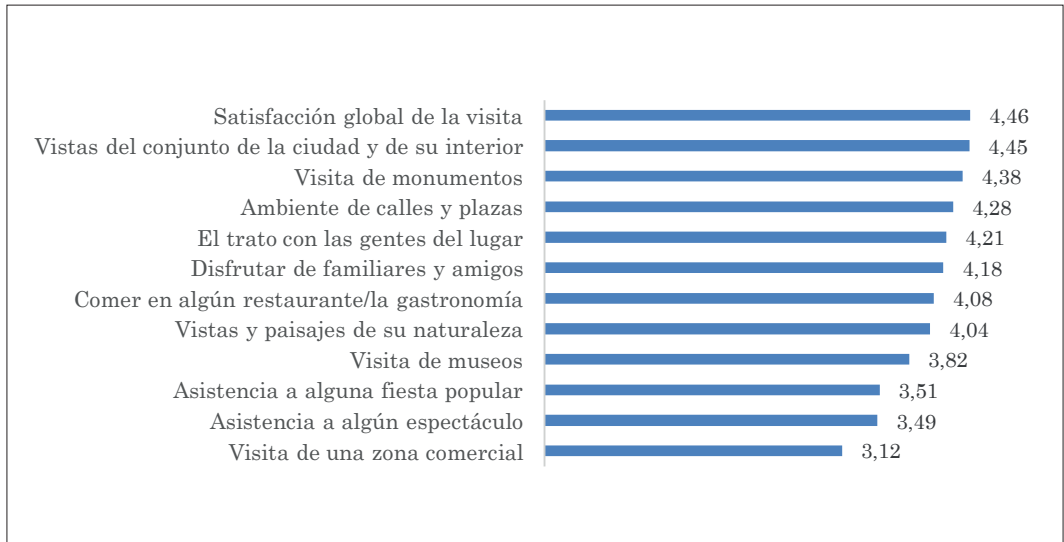 Satisfacción global de la visita 4,46
Vistas del conjunto de la ciudad y de su interior 4,45
Visita de monumentos 4,38
Ambiente de calles y plazas 4,28
El trato con las gentes del lugar 4,21
Disfrutar de familiares y amigos 4,18
Comer en algún restaurante/la gastronomía 4,08
Vistas y paisajes de su naturaleza 4,04
Visita de museos 3,82
Asistencia a alguna fiesta popular 3,51
Asistencia a algún espectáculo 3,49
Visita de una zona comercial 3,12